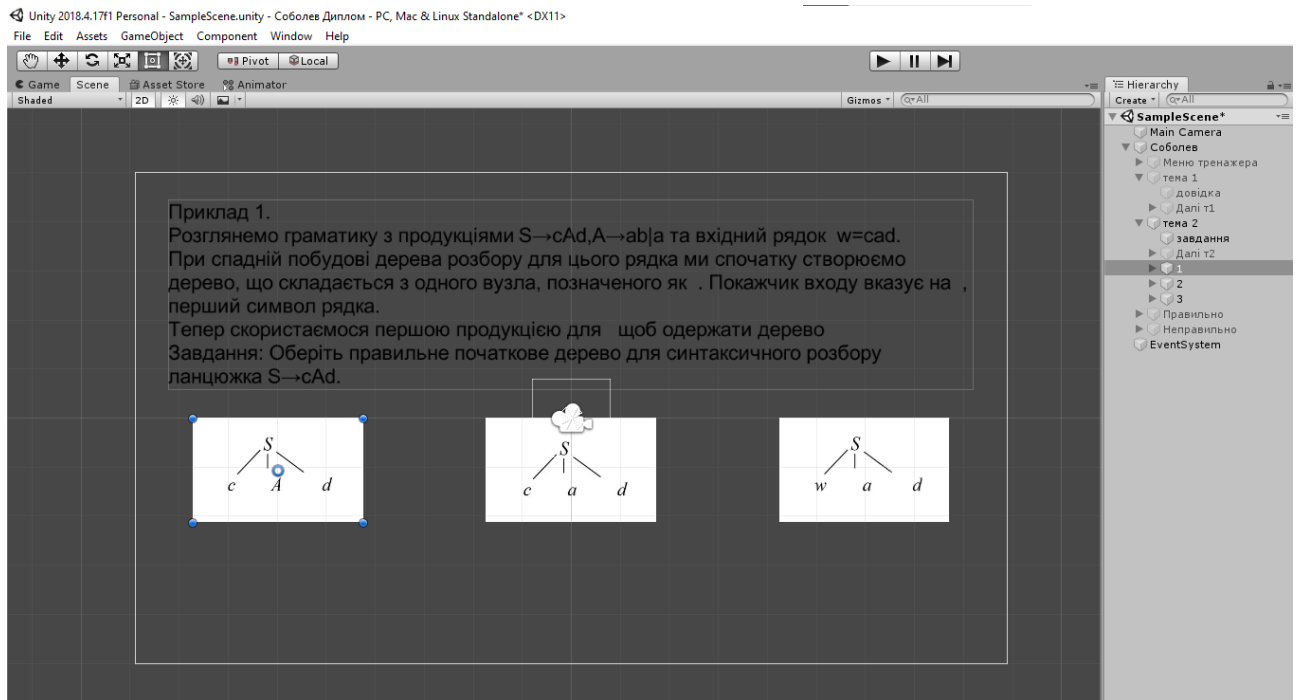 Unity 2018.4.17f1 Personal - SampleScene.unity - Соболев Диплом - PC, Mac & Linux Standalone* <DX11>
File Edit Assets GameObject Component Window Help
Pivot Local
Game Scene Asset Store Animator
Shaded 2D Gizmos All
Hierarchy
Create All
SampleScene*
Main Camera
Соболев
Меню тренажера
тема 1
довідка
Далі т1
тема 2
завдання
Далі т2
1
2
3
Правильно
Неправильно
EventSystem
Приклад 1.
Розглянемо граматику з продукціями S→cAd,A→ab|a та вхідний рядок w=cad.
При спадній побудові дерева розбору для цього рядка ми спочатку створюємо
дерево, що складається з одного вузла, позначеного як . Покажчик входу вказує на ,
перший символ рядка.
Тепер скористаємося першою продукцією для щоб одержати дерево
Завдання: Оберіть правильне початкове дерево для синтаксичного розбору
ланцюжка S→cAd.
S
c A d
S
c a d
S
w a d